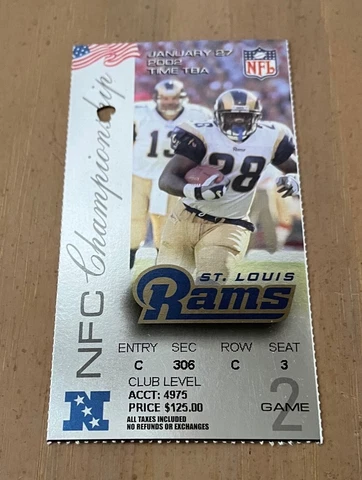 JANUARY 27
2002
TIME TBA
NFL
NFC Championship
13
28
ST. LOUIS
Rams
ENTRY SEC ROW SEAT
C 306 C 3
CLUB LEVEL
ACCT: 4975
PRICE $125.00
ALL TAXES INCLUDED
NO REFUNDS OR EXCHANGES
N
2
GAME